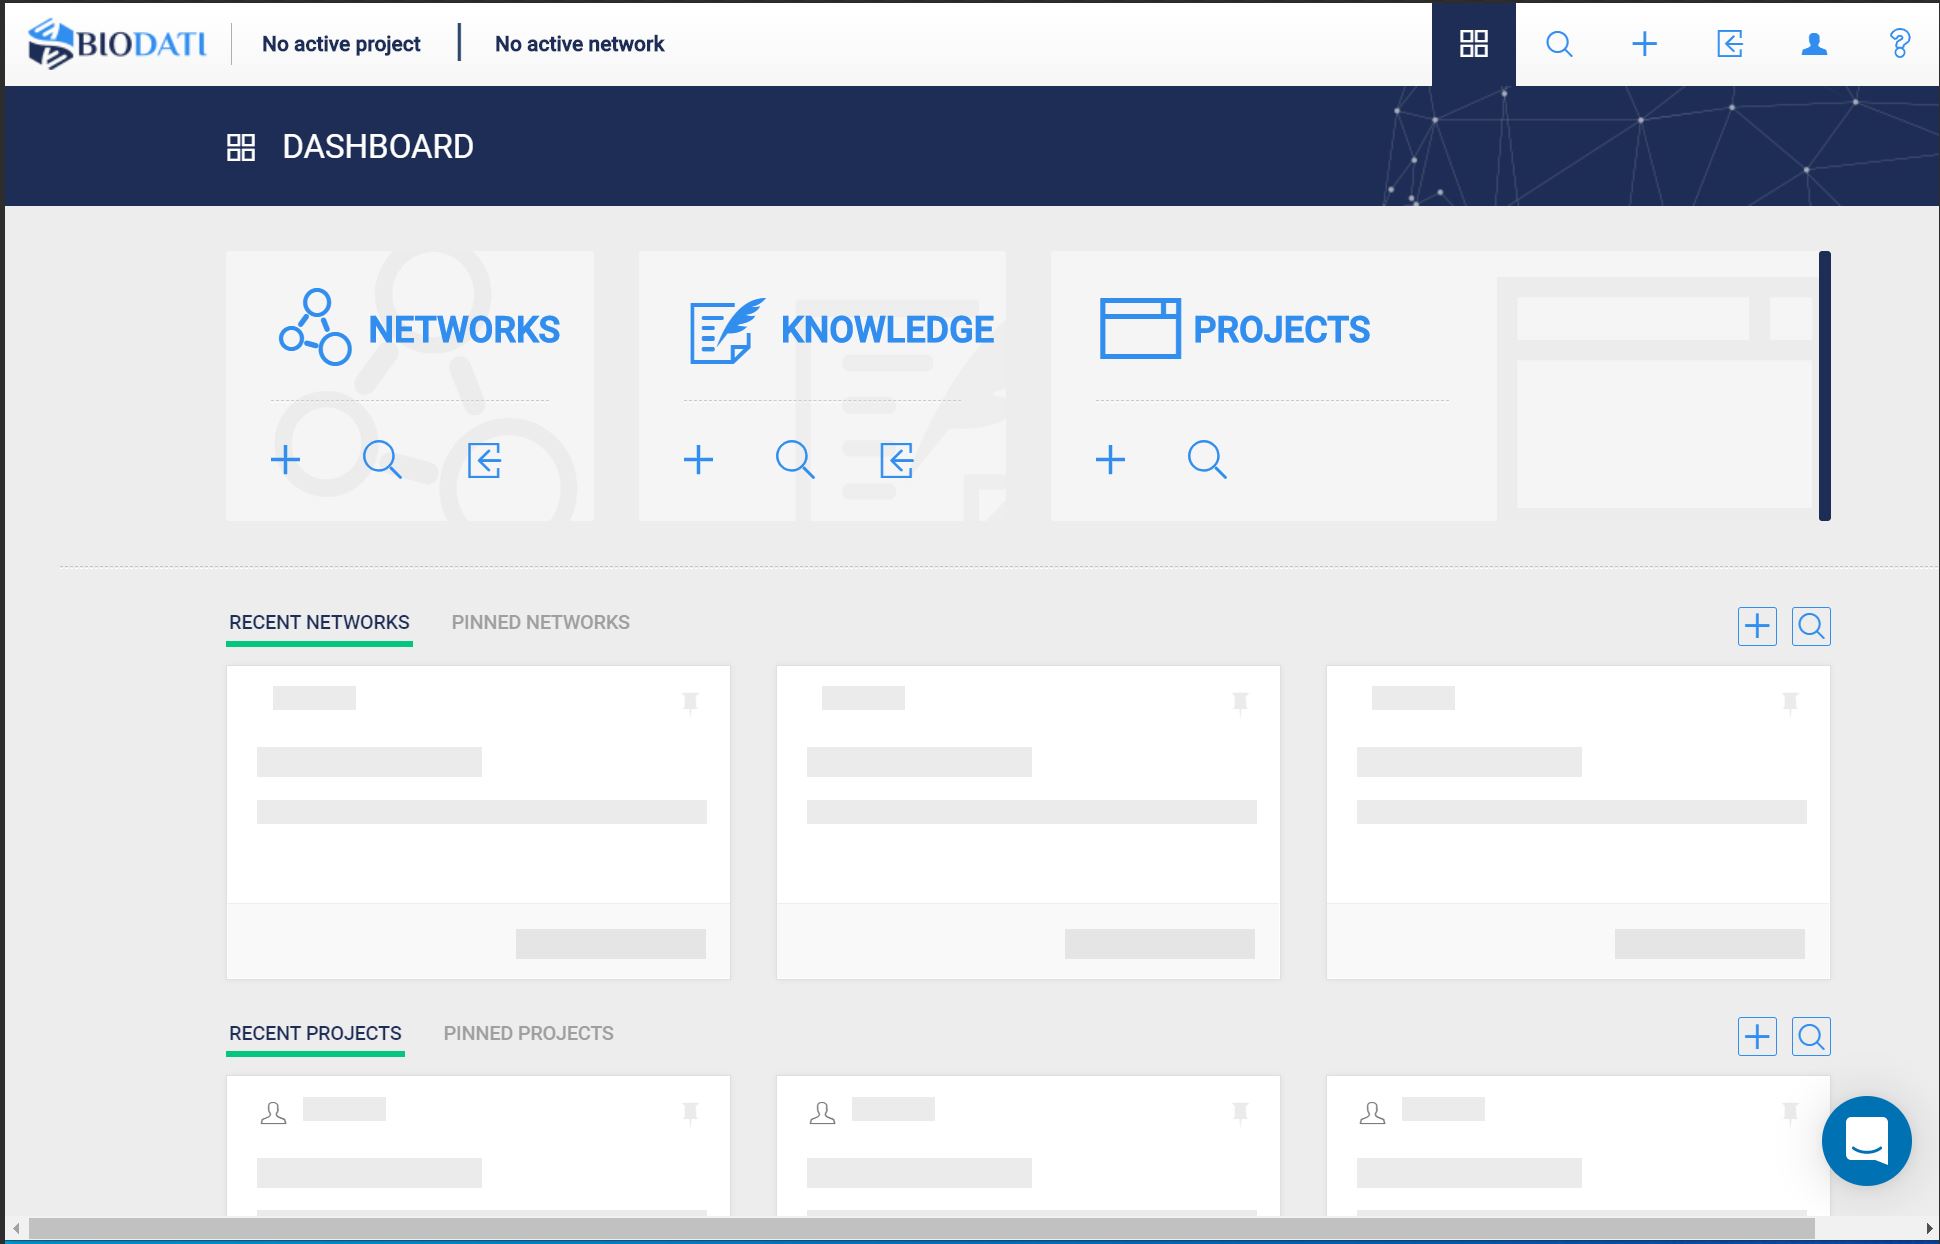 BIODATI
No active project
No active network
DASHBOARD
NETWORKS
KNOWLEDGE
PROJECTS
RECENT NETWORKS
PINNED NETWORKS
RECENT PROJECTS
PINNED PROJECTS